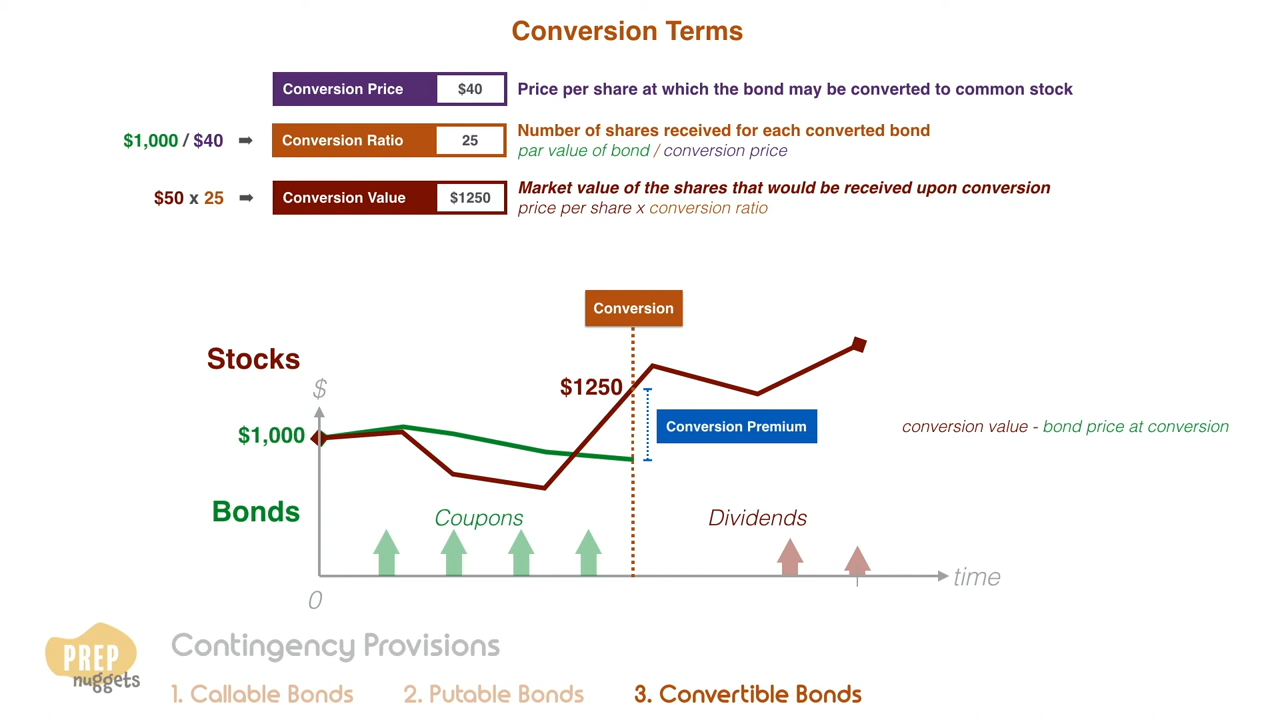 Conversion Terms
Conversion Price $40 Price per share at which the bond may be converted to common stock
$1,000 / $40 ➡ Conversion Ratio 25 Number of shares received for each converted bond
par value of bond / conversion price
$50 x 25 ➡ Conversion Value $1250 Market value of the shares that would be received upon conversion
price per share x conversion ratio
Conversion
Stocks
$
$1250
$1,000
Conversion Premium
conversion value - bond price at conversion
Bonds
Coupons
Dividends
time
0
PREP
nuggets
Contingency Provisions
1. Callable Bonds 2. Putable Bonds 3. Convertible Bonds